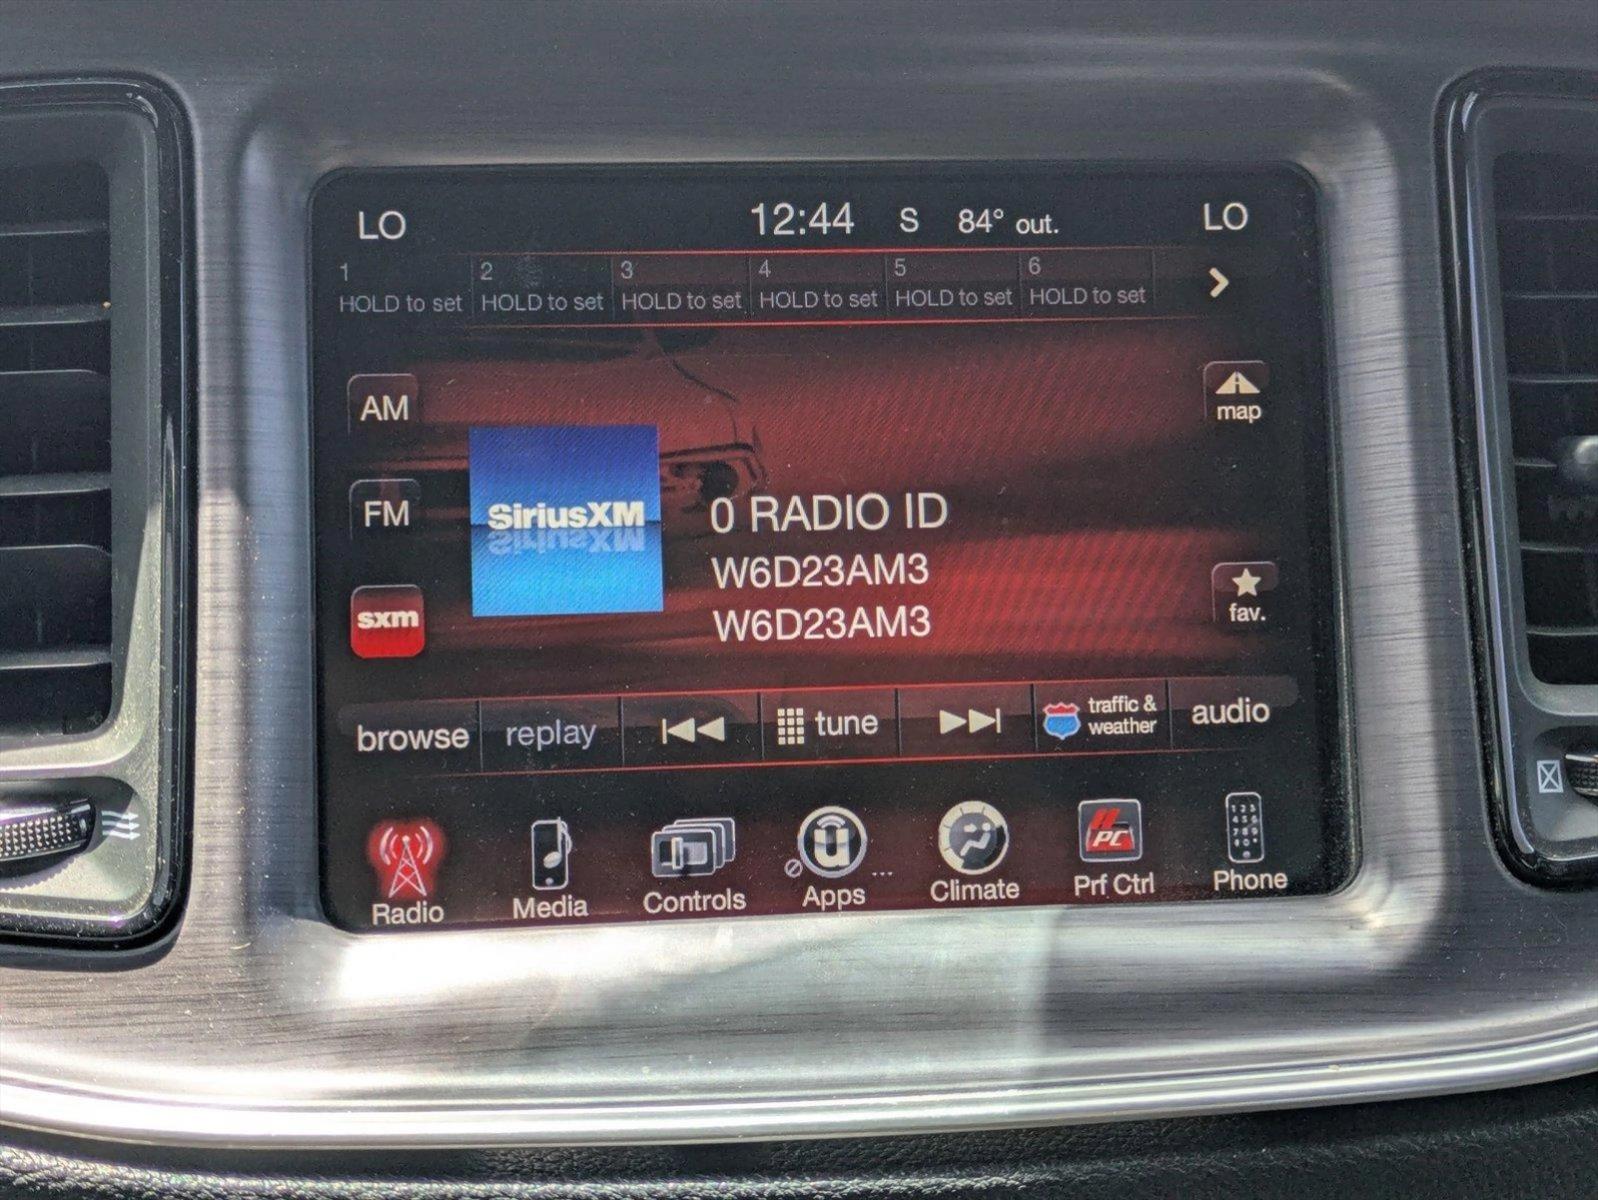 LO 12:44 S 84° out. LO
1 2 3 4 5 6
HOLD to set HOLD to set HOLD to set HOLD to set HOLD to set HOLD to set
AM
map
FM
SiriusXM
0 RADIO ID
W6D23AM3
W6D23AM3
sxm
fav.
browse replay tune traffic & weather audio
PC
Radio Media Controls Apps ... Climate Prf Ctrl Phone